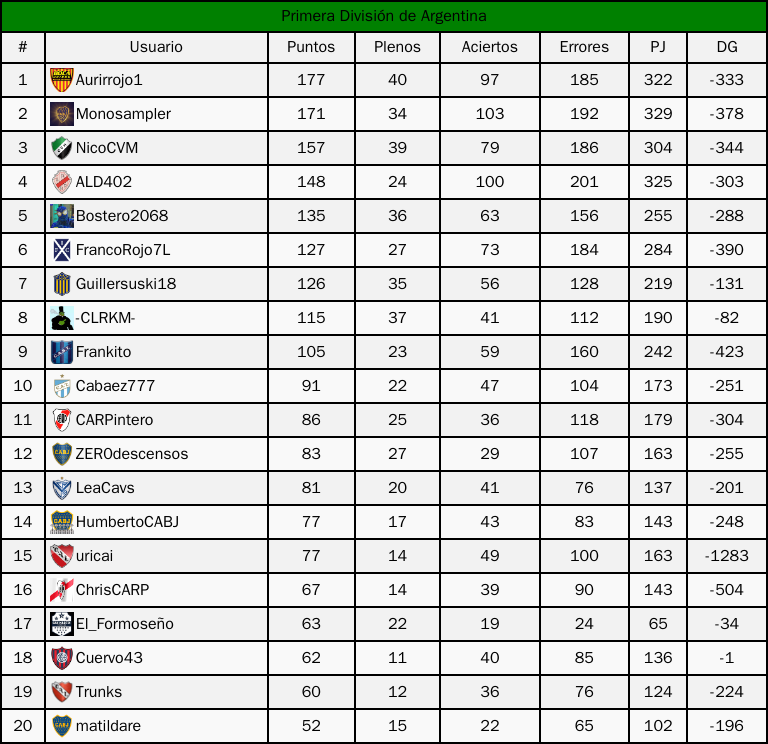 Primera División de Argentina
# Usuario Puntos Plenos Aciertos Errores PJ DG
1 Aurirrojo1 177 40 97 185 322 -333
2 Monosampler 171 34 103 192 329 -378
3 NicoCVM 157 39 79 186 304 -344
4 ALD402 148 24 100 201 325 -303
5 Bostero2068 135 36 63 156 255 -288
6 FrancoRojo7L 127 27 73 184 284 -390
7 Guillersuski18 126 35 56 128 219 -131
8 -CLRKM- 115 37 41 112 190 -82
9 Frankito 105 23 59 160 242 -423
10 Cabaez777 91 22 47 104 173 -251
11 CARPintero 86 25 36 118 179 -304
12 ZEROdescensos 83 27 29 107 163 -255
13 LeaCavs 81 20 41 76 137 -201
14 HumbertoCABJ 77 17 43 83 143 -248
15 uricai 77 14 49 100 163 -1283
16 ChrisCARP 67 14 39 90 143 -504
17 El_Formoseño 63 22 19 24 65 -34
18 Cuervo43 62 11 40 85 136 -1
19 Trunks 60 12 36 76 124 -224
20 matildare 52 15 22 65 102 -196